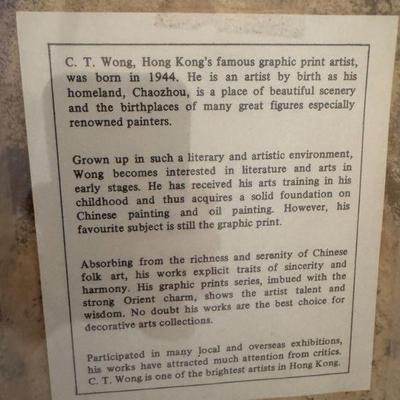 C. T. Wong, Hong Kong's famous graphic print artist,
was born in 1944. He is an artist by birth as his
homeland, Chaozhou, is a place of beautiful scenery
and the birthplaces of many great figures especially
renowned painters.
Grown up in such a literary and artistic environment,
Wong becomes interested in literature and arts in
early stages. He has received his arts training in his
childhood and thus acquires a solid foundation on
Chinese painting and oil painting. However, his
favourite subject is still the graphic print.
Absorbing from the richness and serenity of Chinese
folk art, his works explicit traits of sincerity and
harmony. His graphic prints series, imbued with the
strong Orient charm, shows the artist talent and
wisdom. No doubt his works are the best choice for
decorative arts collections.
Participated in many local and overseas exhibitions,
his works have attracted much attention from critics.
C. T. Wong is one of the brightest artists in Hong Kong.